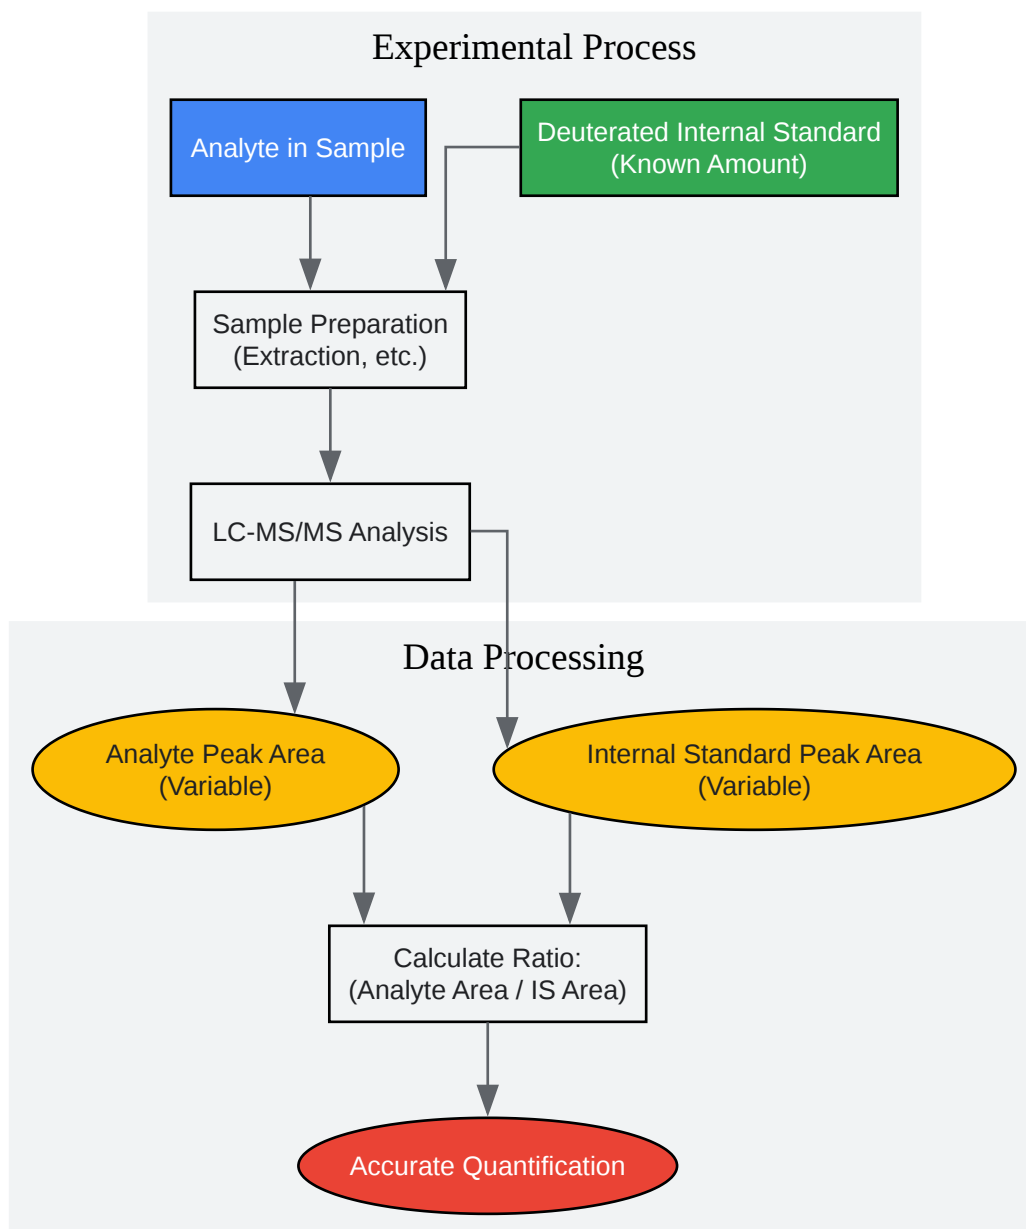 Experimental Process
Analyte in Sample
Deuterated Internal Standard
(Known Amount)
Sample Preparation
(Extraction, etc.)
LC-MS/MS Analysis
Data Processing
Analyte Peak Area
(Variable)
Internal Standard Peak Area
(Variable)
Calculate Ratio:
(Analyte Area / IS Area)
Accurate Quantification